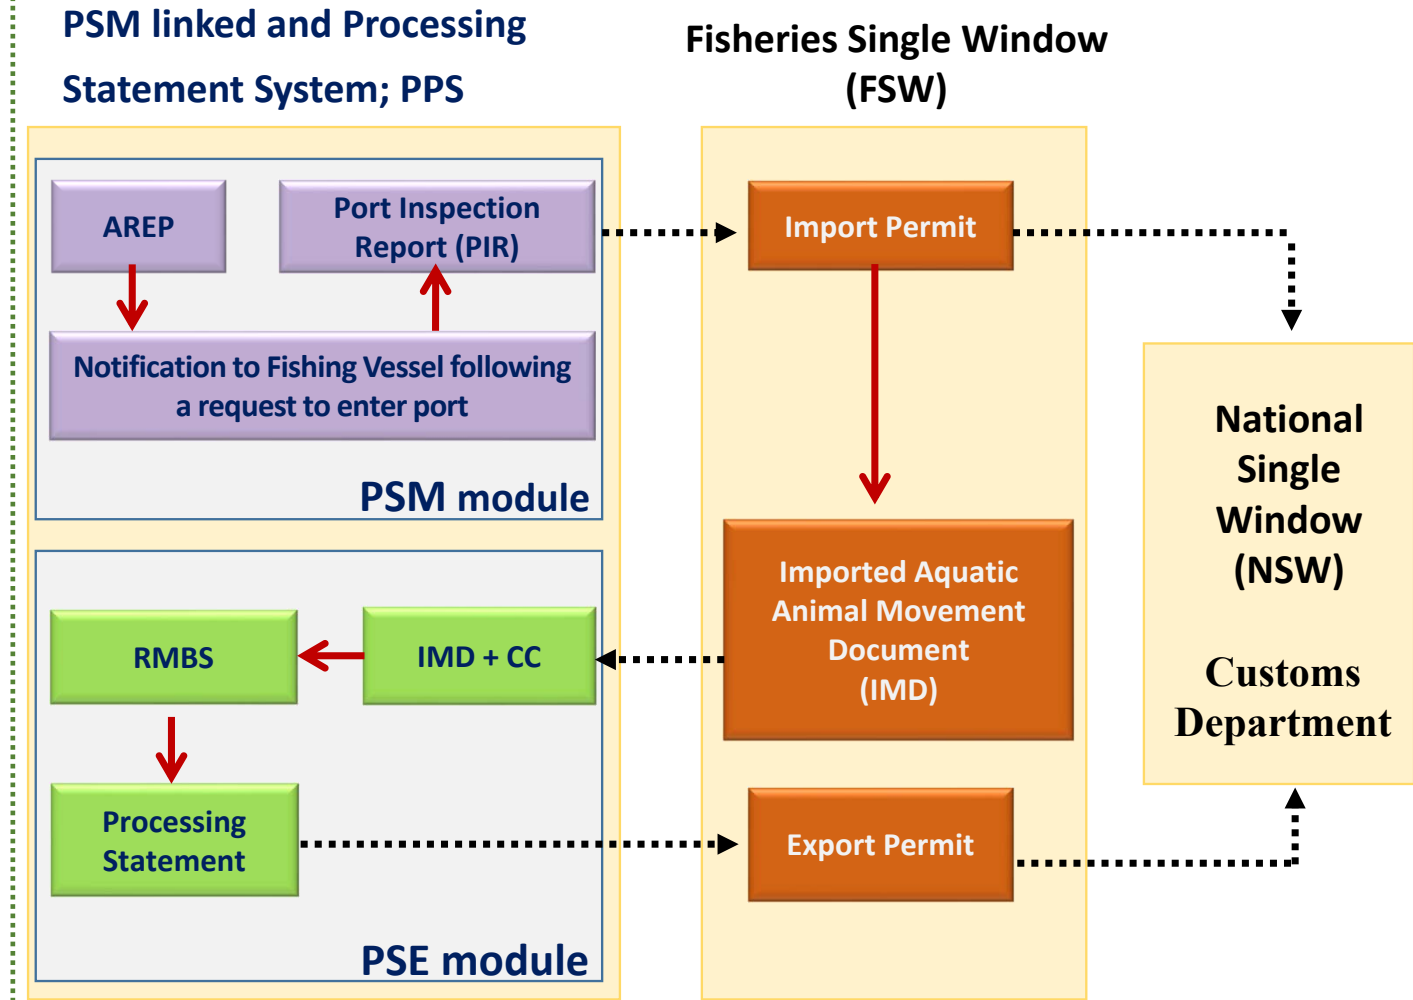 PSM linked and Processing
Statement System; PPS
Fisheries Single Window
(FSW)
AREP
Port Inspection
Report (PIR)
Notification to Fishing Vessel following
a request to enter port
PSM module
RMBS
IMD + CC
Processing
Statement
PSE module
Import Permit
Imported Aquatic
Animal Movement
Document
(IMD)
Export Permit
National
Single
Window
(NSW)
Customs
Department